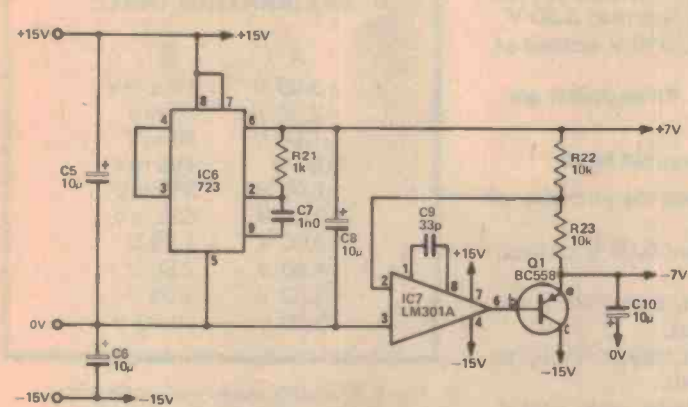 +15V
+15V
8
7
4
6
+7V
IC6
723
R21
1k
R22
10k
C5
10µ
+
3
2
C7
1n0
9
C8
10µ
+
5
C9
33p
1
8
+15V
R23
10k
Q1
BC558
-7V
2
7
IC7
LM301A
6
b
e
c
C10
10µ
+
0V
3
4
-15V
-15V
0V
C6
10µ
+
-15V
-15V